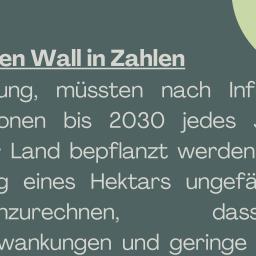 en Wall in Zahlen
ung, müssten nach Inf
onen bis 2030 jedes
Land bepflanzt werden
g eines Hektars ungefä
nzurechnen, dass
wankungen und geringe